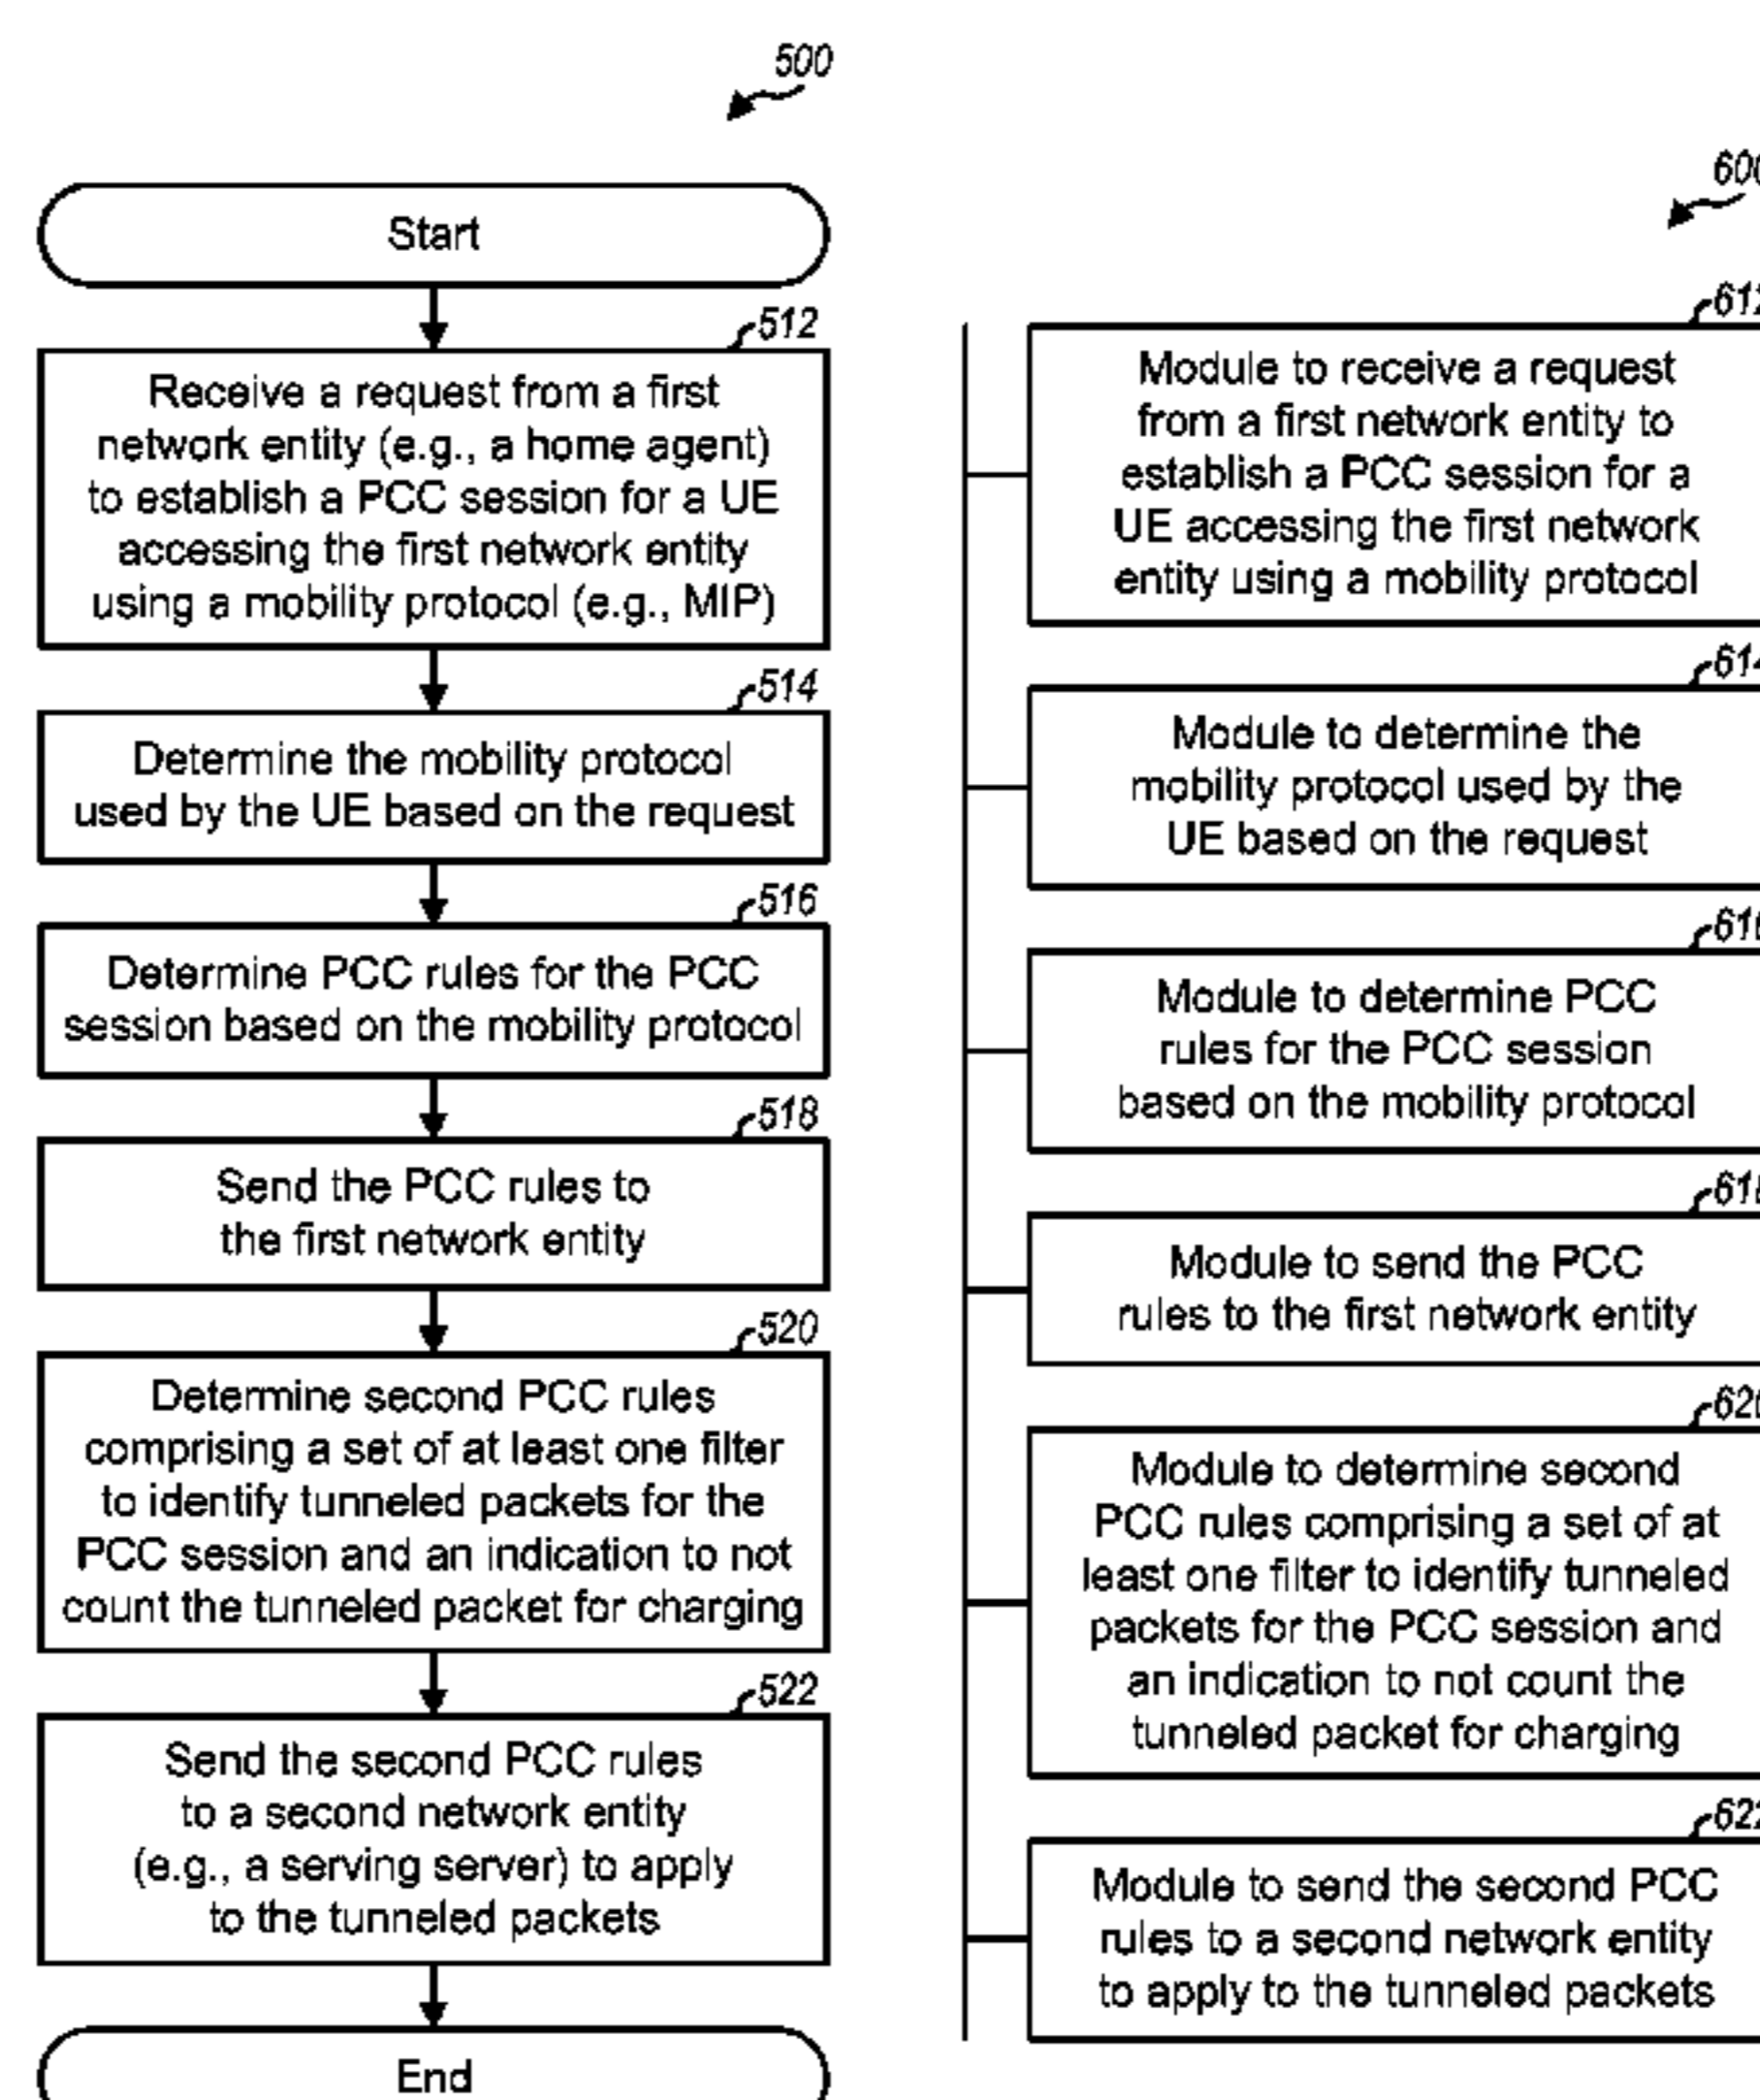 500
Start
512
Receive a request from a first
network entity (e.g., a home agent)
to establish a PCC session for a UE
accessing the first network entity
using a mobility protocol (e.g., MIP)
514
Determine the mobility protocol
used by the UE based on the request
516
Determine PCC rules for the PCC
session based on the mobility protocol
518
Send the PCC rules to
the first network entity
520
Determine second PCC rules
comprising a set of at least one filter
to identify tunneled packets for the
PCC session and an indication to not
count the tunneled packet for charging
522
Send the second PCC rules
to a second network entity
(e.g., a serving server) to apply
to the tunneled packets
End
600
612
Module to receive a request
from a first network entity to
establish a PCC session for a
UE accessing the first network
entity using a mobility protocol
614
Module to determine the
mobility protocol used by the
UE based on the request
616
Module to determine PCC
rules for the PCC session
based on the mobility protocol
618
Module to send the PCC
rules to the first network entity
620
Module to determine second
PCC rules comprising a set of at
least one filter to identify tunneled
packets for the PCC session and
an indication to not count the
tunneled packet for charging
622
Module to send the second PCC
rules to a second network entity
to apply to the tunneled packets